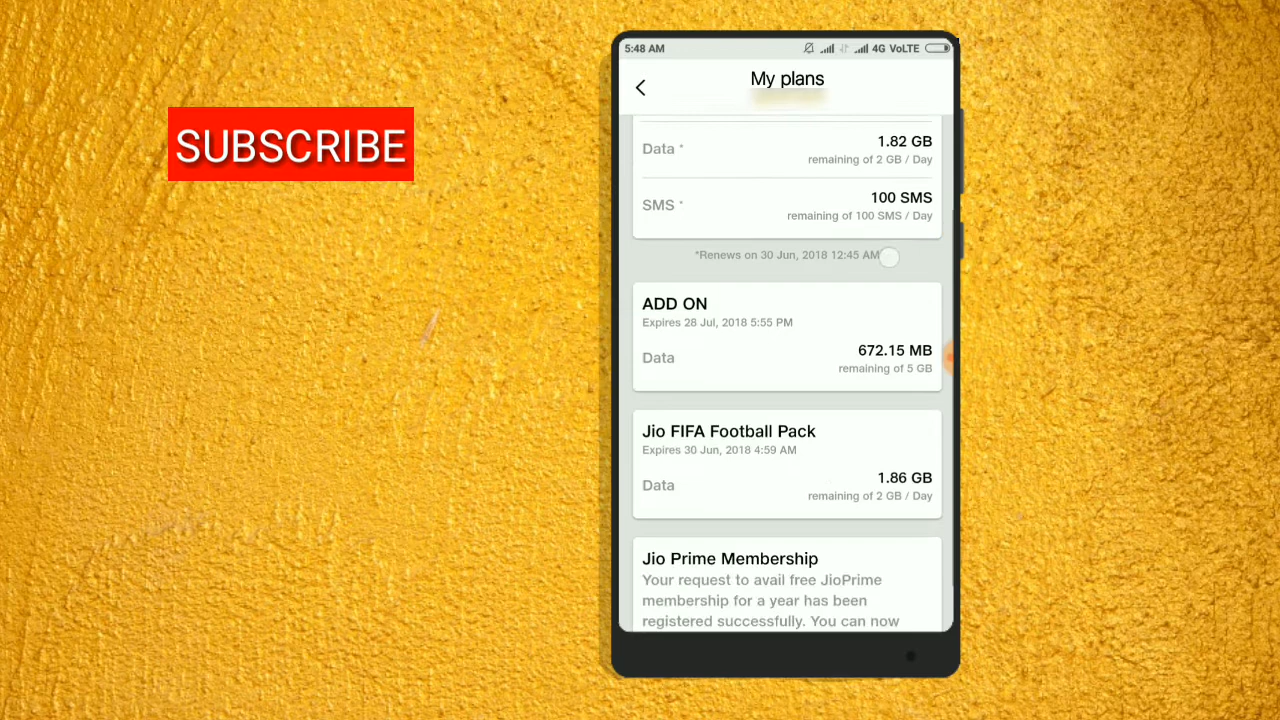 SUBSCRIBE
5:48 AM
4G VoLTE
My plans
Data *
1.82 GB
remaining of 2 GB / Day
SMS *
100 SMS
remaining of 100 SMS / Day
*Renews on 30 Jun, 2018 12:45 AM
ADD ON
Expires 28 Jul, 2018 5:55 PM
Data
672.15 MB
remaining of 5 GB
Jio FIFA Football Pack
Expires 30 Jun, 2018 4:59 AM
Data
1.86 GB
remaining of 2 GB / Day
Jio Prime Membership
Your request to avail free JioPrime
membership for a year has been
registered successfully. You can now